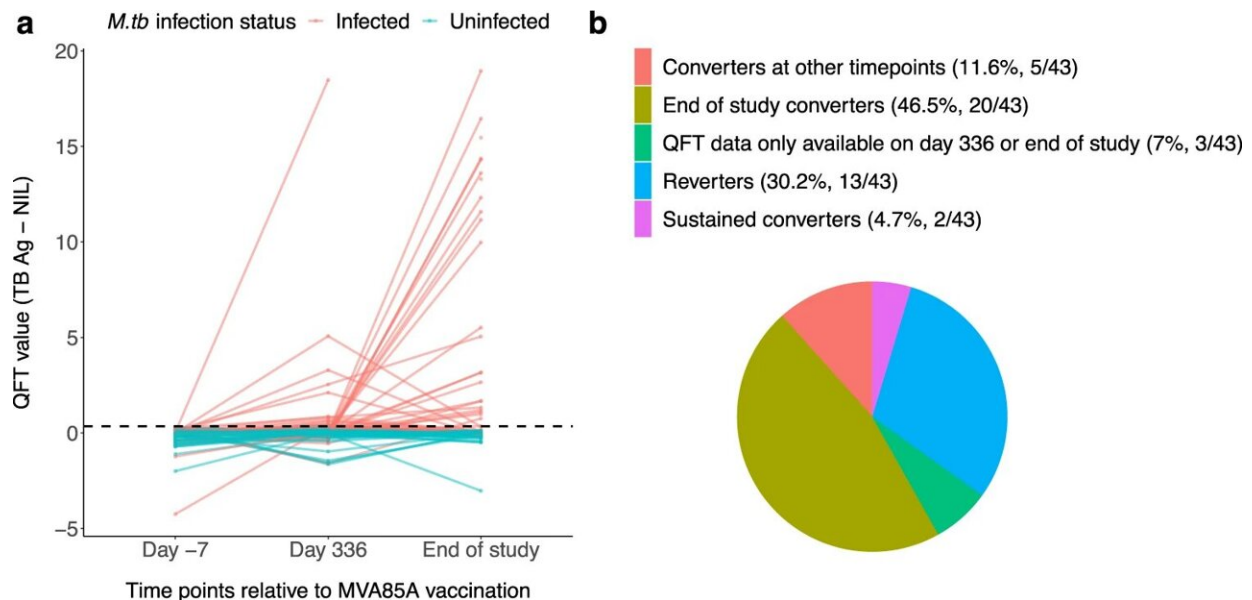 a
M.tb infection status Infected Uninfected
QFT value (TB Ag – NIL)
20
15
10
5
0
−5
Day −7 Day 336 End of study
Time points relative to MVA85A vaccination
b
Converters at other timepoints (11.6%, 5/43)
End of study converters (46.5%, 20/43)
QFT data only available on day 336 or end of study (7%, 3/43)
Reverters (30.2%, 13/43)
Sustained converters (4.7%, 2/43)